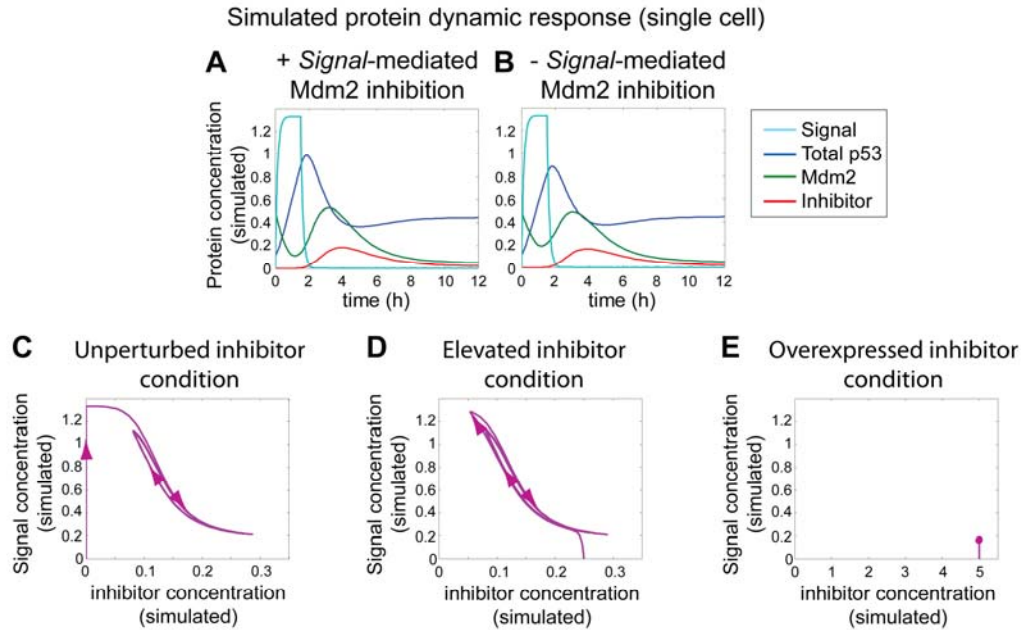 Simulated protein dynamic response (single cell)
A + Signal-mediated
Mdm2 inhibition
B - Signal-mediated
Mdm2 inhibition
Protein concentration
(simulated)
1.2
1
0.8
0.6
0.4
0.2
0
0 2 4 6 8 10 12
time (h)
1.2
1
0.8
0.6
0.4
0.2
0
0 2 4 6 8 10 12
time (h)
Signal
Total p53
Mdm2
Inhibitor
C Unperturbed inhibitor
condition
Signal concentration
(simulated)
1.2
1
0.8
0.6
0.4
0.2
0
0 0.1 0.2 0.3
inhibitor concentration
(simulated)
D Elevated inhibitor
condition
Signal concentration
(simulated)
1.2
1
0.8
0.6
0.4
0.2
0
0 0.1 0.2 0.3
inhibitor concentration
(simulated)
E Overexpressed inhibitor
condition
Signal concentration
(simulated)
1.2
1
0.8
0.6
0.4
0.2
0
0 1 2 3 4 5
inhibitor concentration
(simulated)